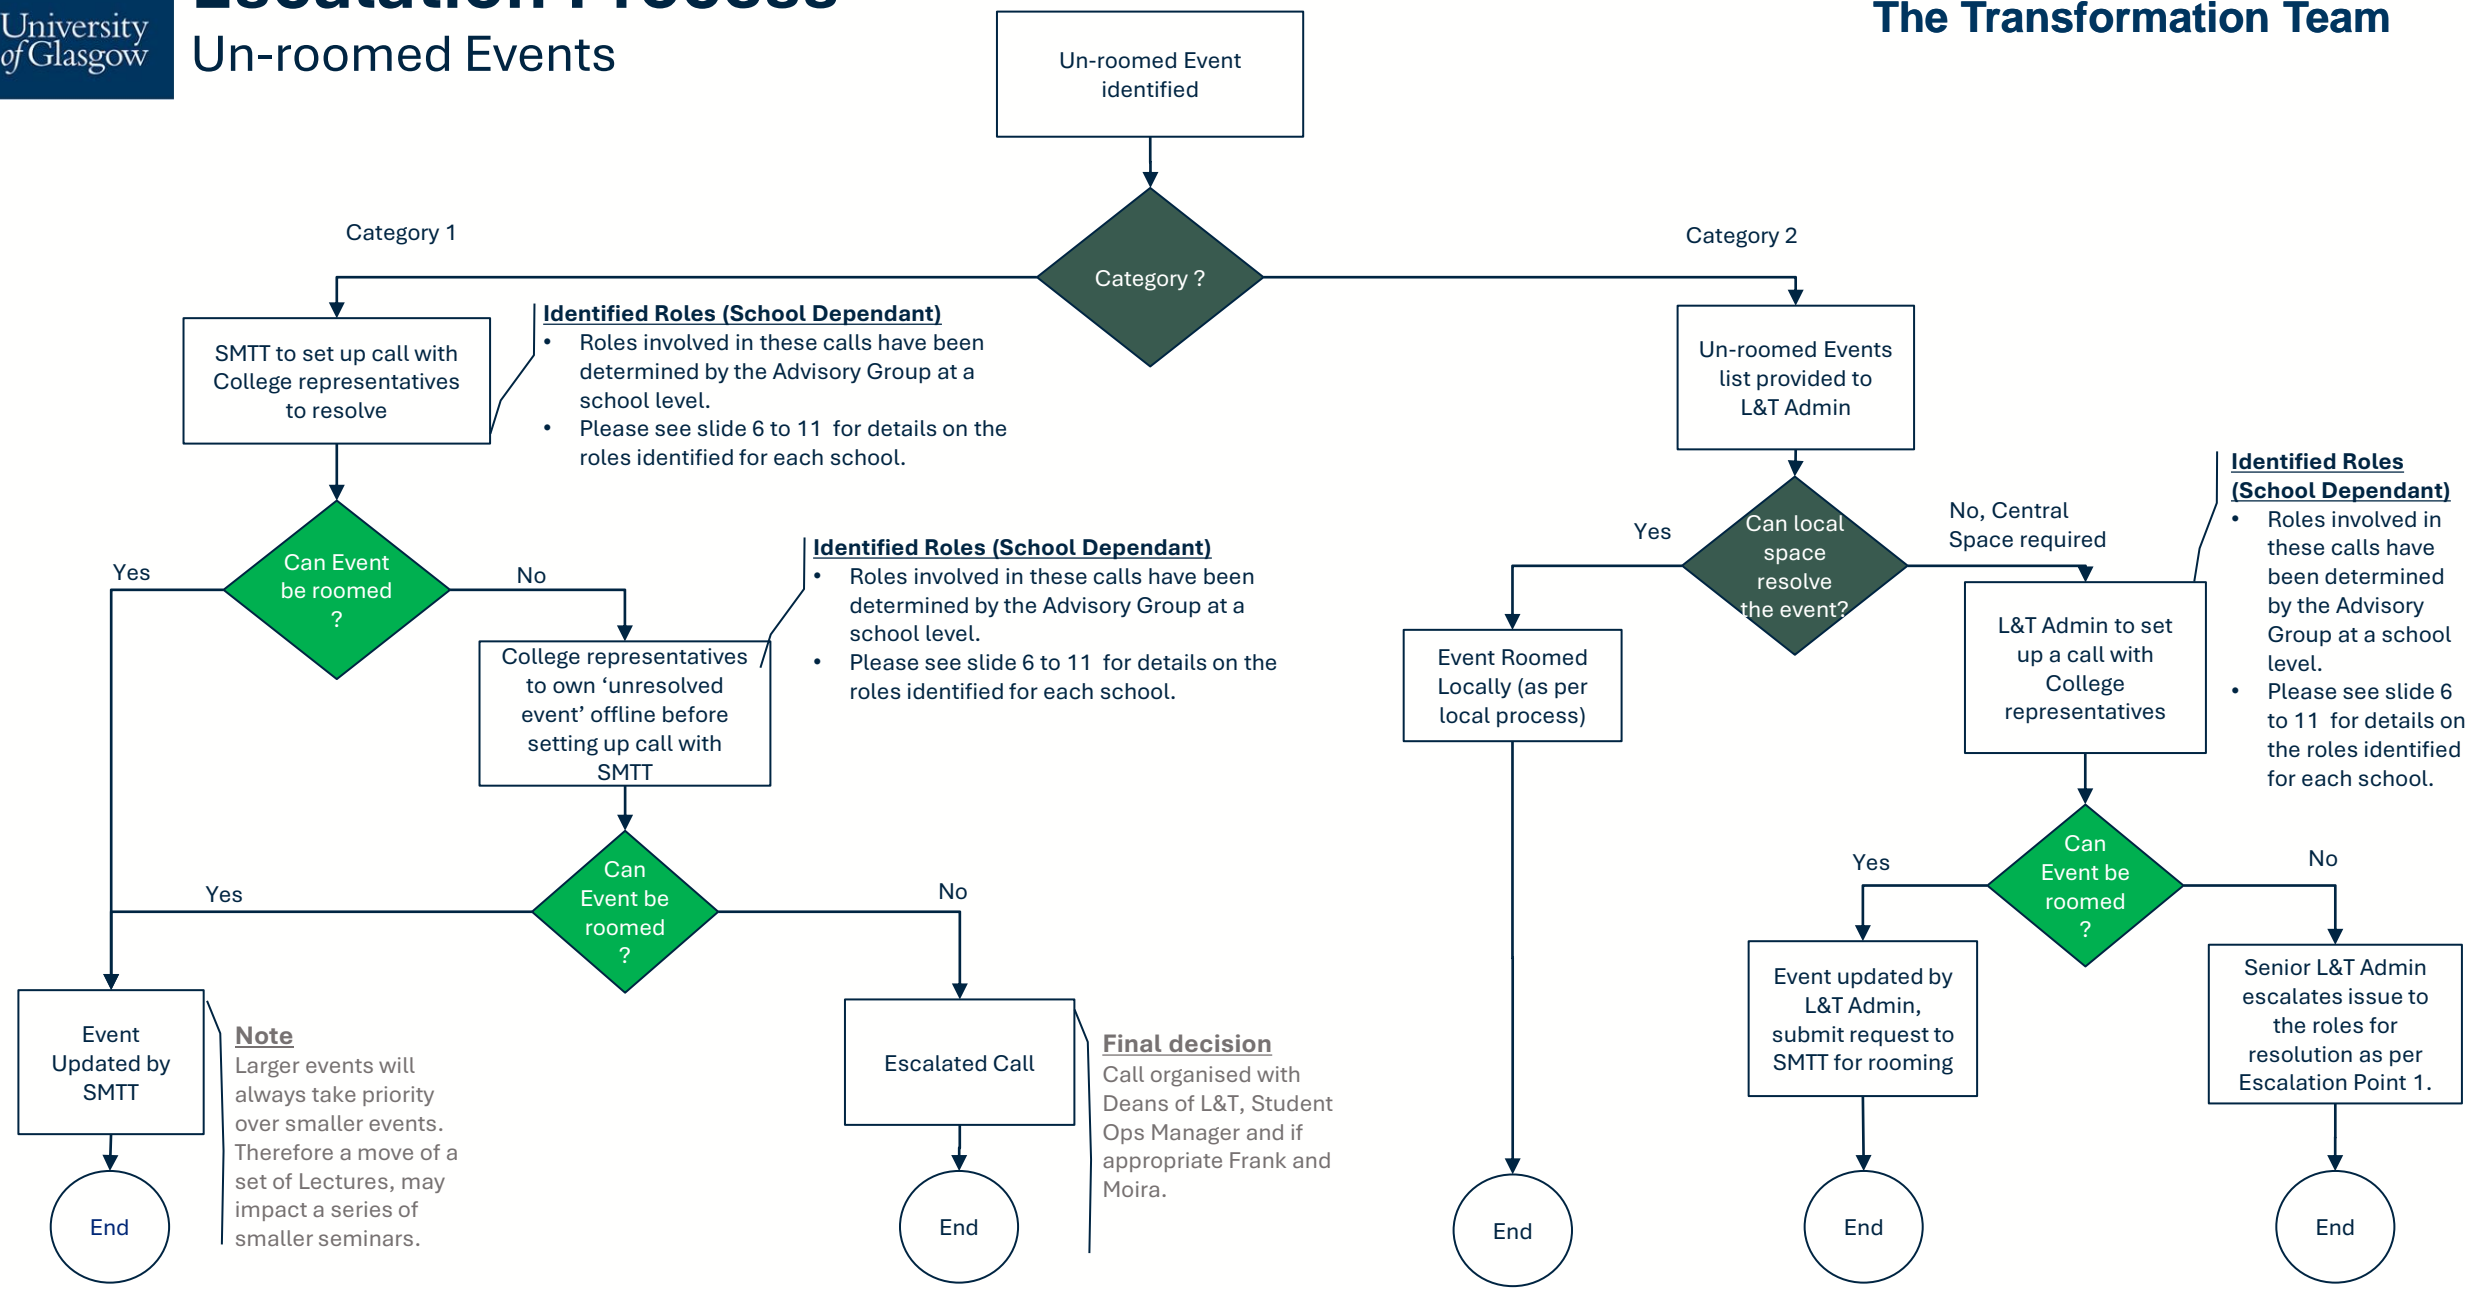 University
of Glasgow
Escalation Process
Un-roomed Events
The Transformation Team
Un-roomed Event
identified
Category ?
Category 1
Category 2
SMTT to set up call with
College representatives
to resolve
Identified Roles (School Dependant)
• Roles involved in these calls have been
determined by the Advisory Group at a
school level.
• Please see slide 6 to 11 for details on the
roles identified for each school.
Can Event
be roomed
?
Yes
No
College representatives
to own ‘unresolved
event’ offline before
setting up call with
SMTT
Identified Roles (School Dependant)
• Roles involved in these calls have been
determined by the Advisory Group at a
school level.
• Please see slide 6 to 11 for details on the
roles identified for each school.
Can
Event be
roomed
?
Yes
No
Event
Updated by
SMTT
Note
Larger events will
always take priority
over smaller events.
Therefore a move of a
set of Lectures, may
impact a series of
smaller seminars.
End
Escalated Call
Final decision
Call organised with
Deans of L&T, Student
Ops Manager and if
appropriate Frank and
Moira.
End
Un-roomed Events
list provided to
L&T Admin
Can local
space
resolve
the event?
Yes
No, Central
Space required
Event Roomed
Locally (as per
local process)
End
L&T Admin to set
up a call with
College
representatives
Identified Roles
(School Dependant)
• Roles involved in
these calls have
been determined
by the Advisory
Group at a school
level.
• Please see slide 6
to 11 for details on
the roles identified
for each school.
Can
Event be
roomed
?
Yes
No
Event updated by
L&T Admin,
submit request to
SMTT for rooming
End
Senior L&T Admin
escalates issue to
the roles for
resolution as per
Escalation Point 1.
End